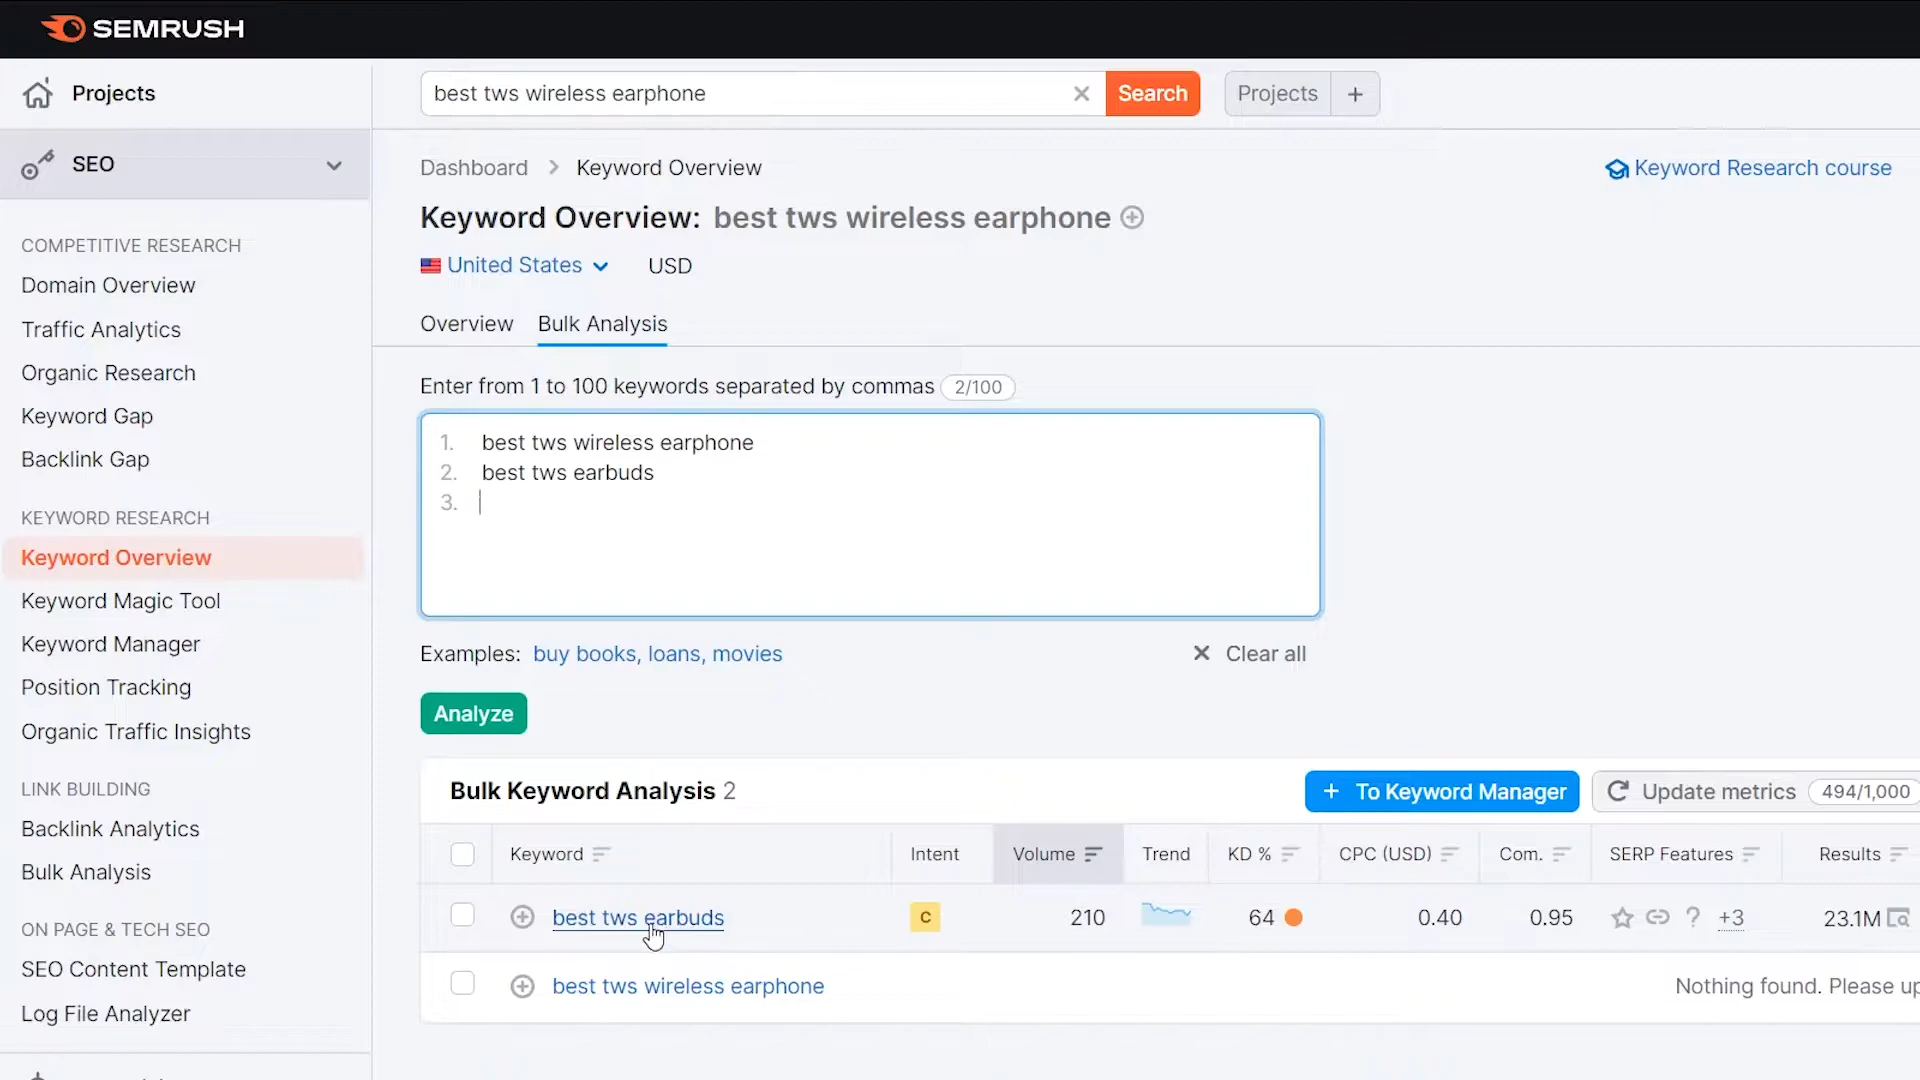 SEMRUSH
Projects
best tws wireless earphone
Search
Projects
SEO
Dashboard
Keyword Overview
Keyword Research course
Keyword Overview: best tws wireless earphone
United States
USD
Overview
Bulk Analysis
Enter from 1 to 100 keywords separated by commas
2/100
1. best tws wireless earphone
2. best tws earbuds
3.
Examples: buy books, loans, movies
Clear all
Analyze
COMPETITIVE RESEARCH
Domain Overview
Traffic Analytics
Organic Research
Keyword Gap
Backlink Gap
KEYWORD RESEARCH
Keyword Overview
Keyword Magic Tool
Keyword Manager
Position Tracking
Organic Traffic Insights
LINK BUILDING
Backlink Analytics
Bulk Analysis
ON PAGE & TECH SEO
SEO Content Template
Log File Analyzer
Bulk Keyword Analysis 2
+ To Keyword Manager
Update metrics 494/1,000
Keyword Intent Volume Trend KD % CPC (USD) Com. SERP Features Results
best tws earbuds C 210 64 0.40 0.95 ? +3 23.1M
best tws wireless earphone Nothing found. Please up